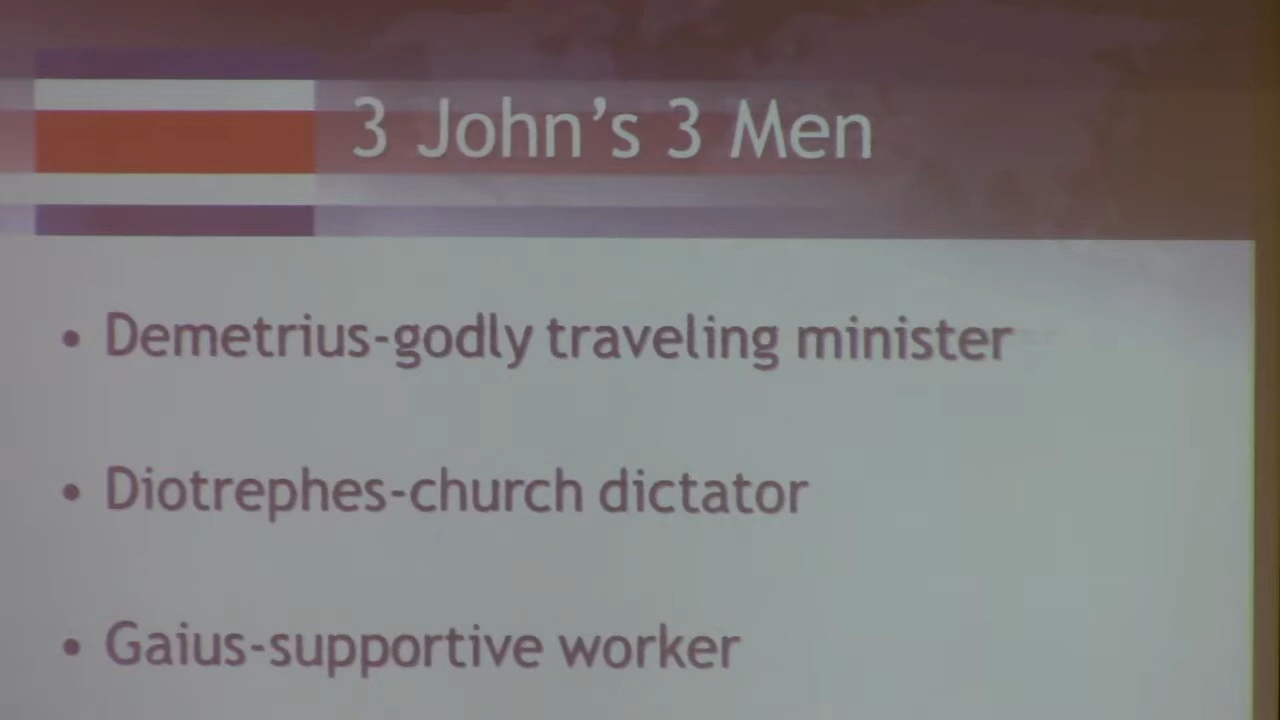 3 John’s 3 Men
• Demetrius-godly traveling minister
• Diotrephes-church dictator
• Gaius-supportive worker